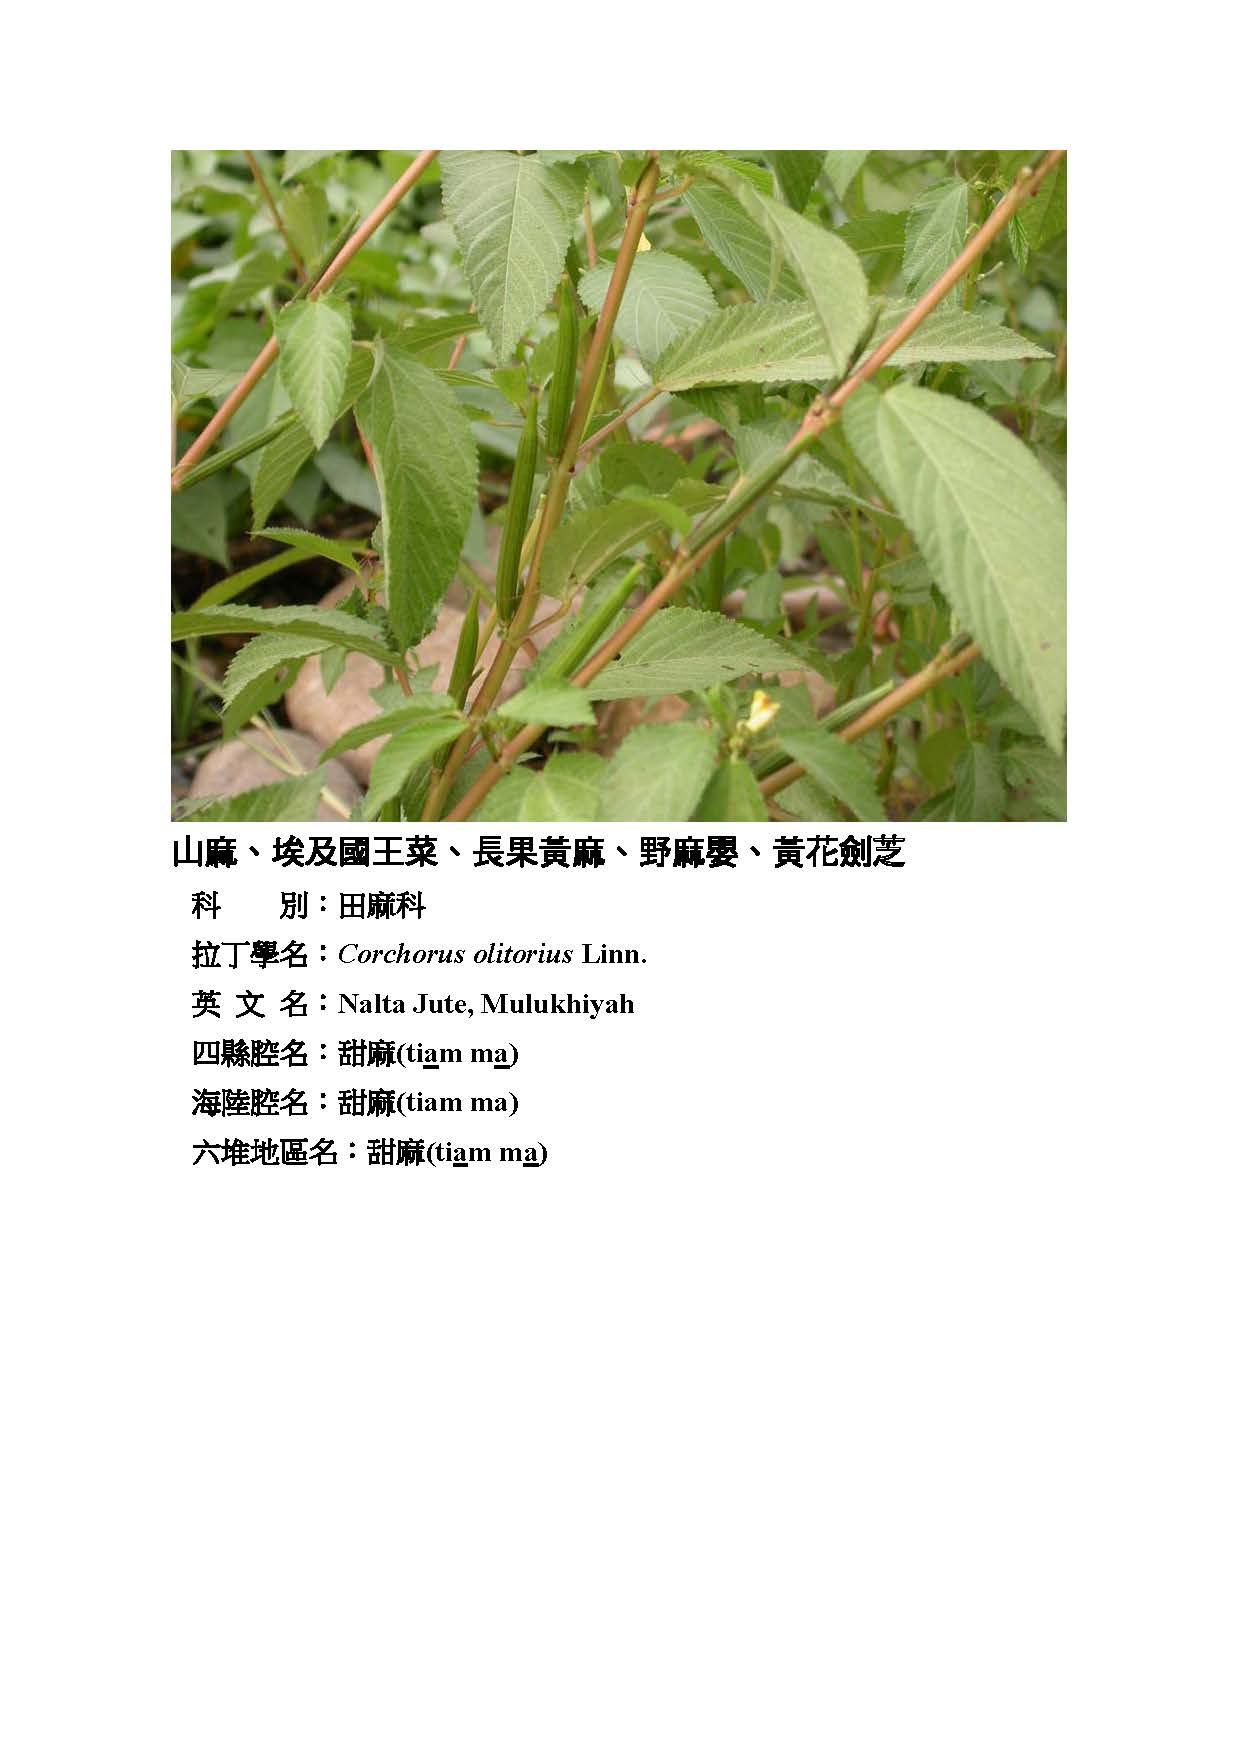 山麻、埃及國王菜、長果黃麻、野麻嬰、黃花劍芝
科　　別：田麻科
拉丁學名：Corchorus olitorius Linn.
英 文 名：Nalta Jute, Mulukhiyah
四縣腔名：甜麻(tiam ma)
海陸腔名：甜麻(tiam ma)
六堆地區名：甜麻(tiam ma)